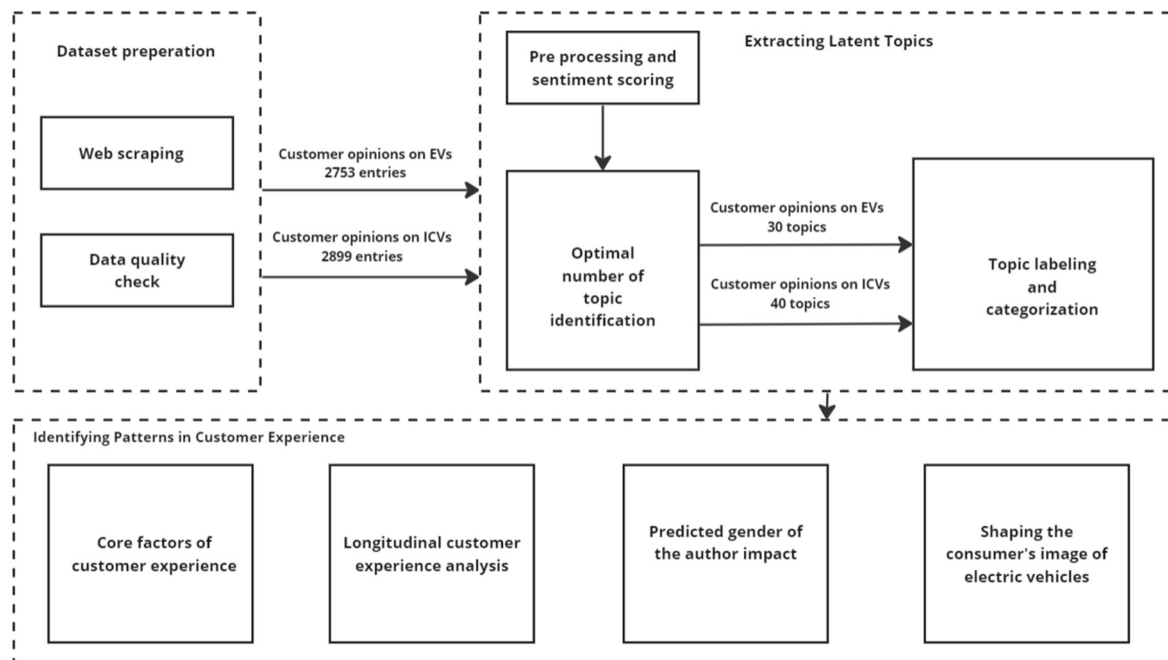 Dataset preperation
Web scraping
Data quality
check
Customer opinions on EVs
2753 entries
Customer opinions on ICVs
2899 entries
Extracting Latent Topics
Pre processing and
sentiment scoring
Optimal
number of
topic
identification
Customer opinions on EVs
30 topics
Customer opinions on ICVs
40 topics
Topic labeling
and
categorization
Identifying Patterns in Customer Experience
Core factors of
customer experience
Longitudinal customer
experience analysis
Predicted gender of
the author impact
Shaping the
consumer's image of
electric vehicles